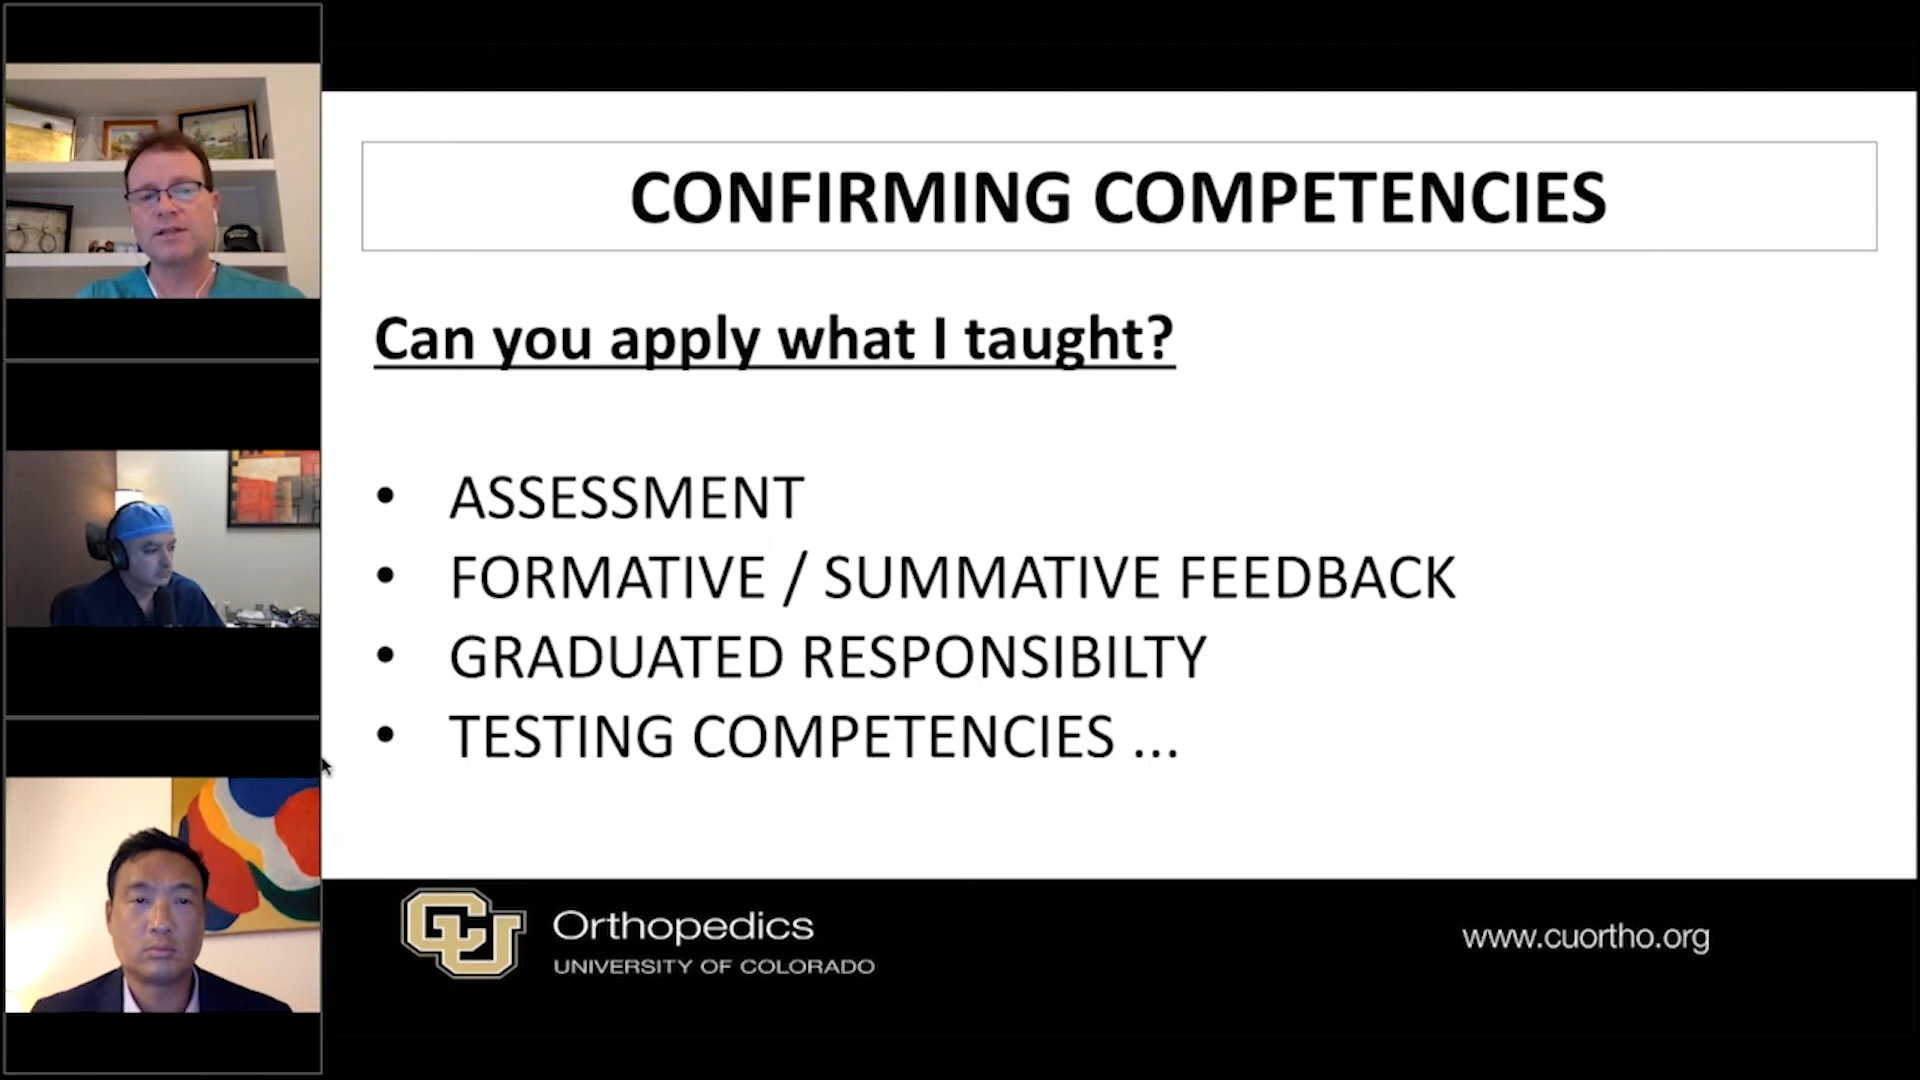 CONFIRMING COMPETENCIES
Can you apply what I taught?
• ASSESSMENT
• FORMATIVE / SUMMATIVE FEEDBACK
• GRADUATED RESPONSIBILTY
• TESTING COMPETENCIES ...
CU
Orthopedics
UNIVERSITY OF COLORADO
www.cuortho.org